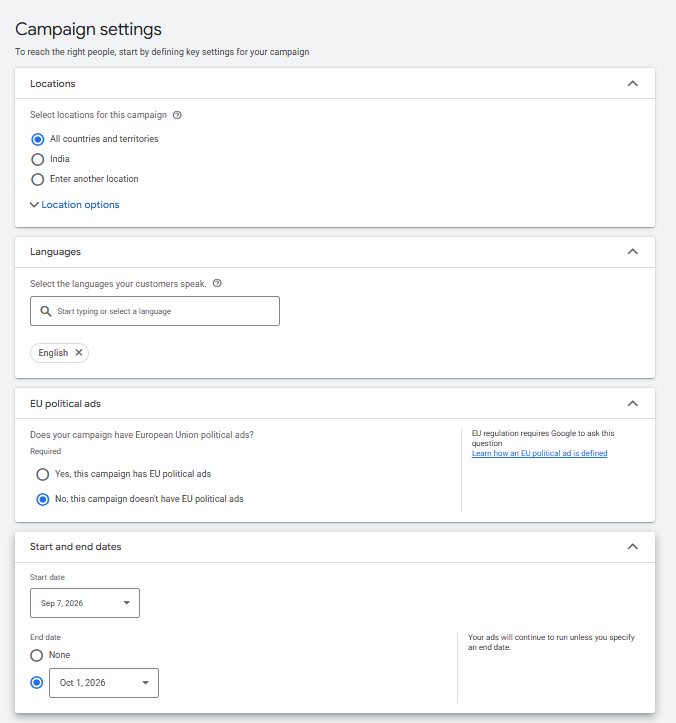 Campaign settings
To reach the right people, start by defining key settings for your campaign
Locations
Select locations for this campaign
All countries and territories
India
Enter another location
Location options
Languages
Select the languages your customers speak.
Start typing or select a language
English
EU political ads
Does your campaign have European Union political ads?
Required
Yes, this campaign has EU political ads
No, this campaign doesn't have EU political ads
EU regulation requires Google to ask this
question
Learn how an EU political ad is defined
Start and end dates
Start date
Sep 7, 2026
End date
None
Oct 1, 2026
Your ads will continue to run unless you specify
an end date.